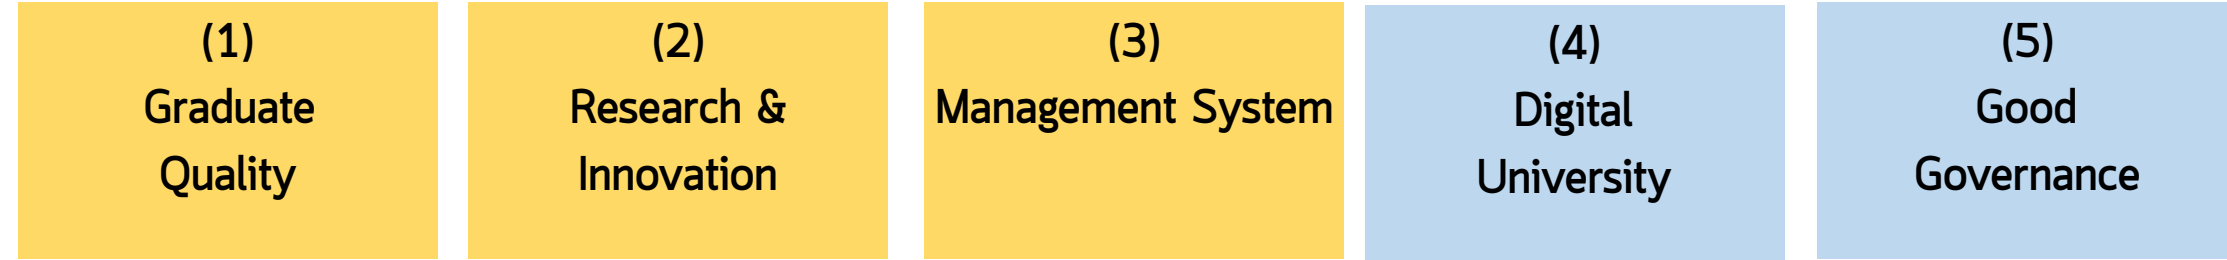 (1)
Graduate
Quality
(2)
Research &
Innovation
(3)
Management System
(4)
Digital
University
(5)
Good
Governance